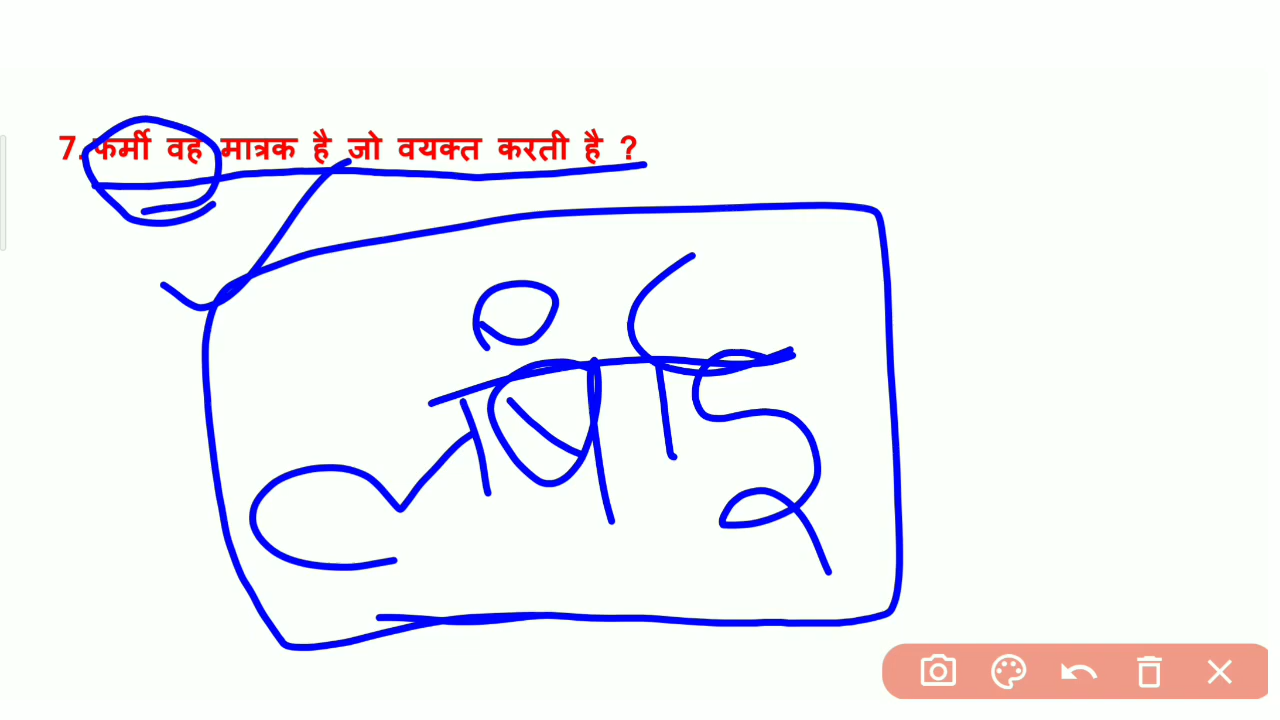 7. फर्मी वह मात्रक है जो वयक्त करती है ?
लंबाई